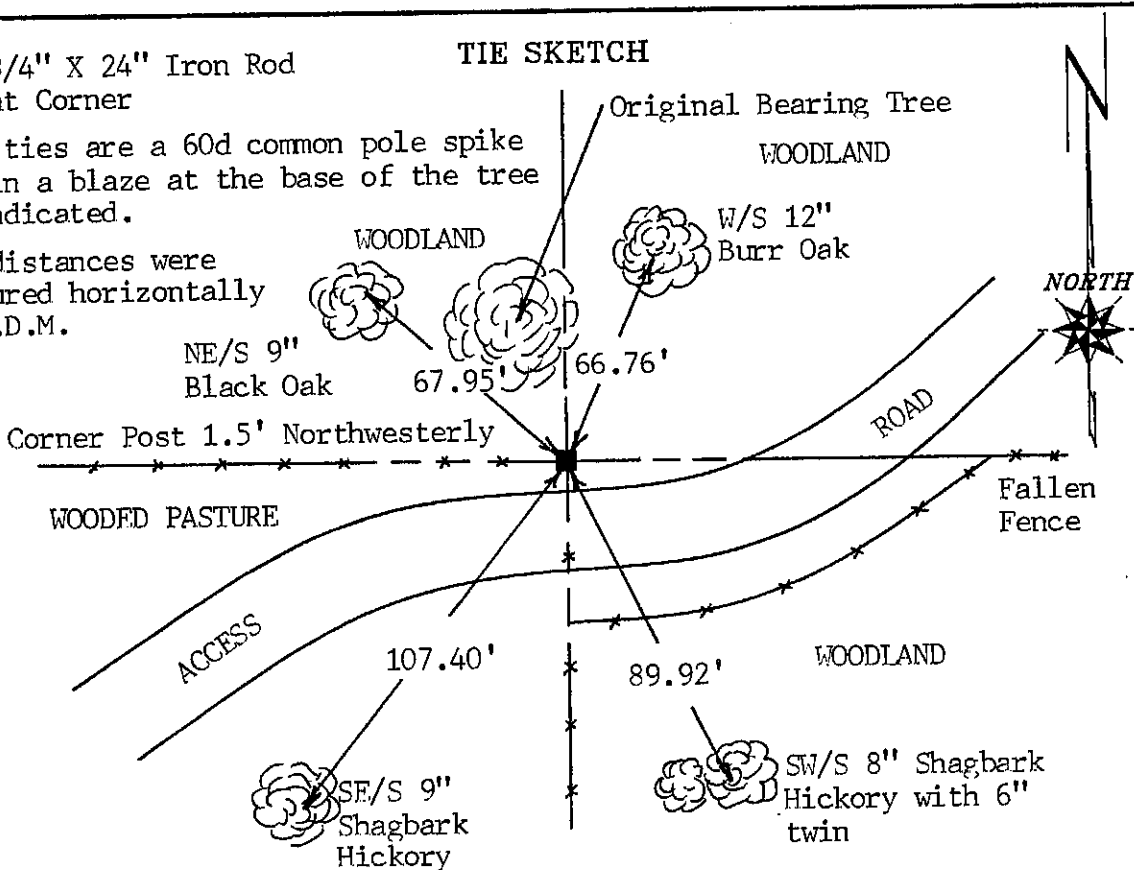 TIE SKETCH
3/4" X 24" Iron Rod
at Corner
ties are a 60d common pole spike
in a blaze at the base of the tree
indicated.
distances were
ured horizontally
.D.M.
Original Bearing Tree
WOODLAND
WOODLAND
W/S 12"
Burr Oak
NORTH
NE/S 9"
Black Oak
67.95'
66.76'
ROAD
Corner Post 1.5' Northwesterly
WOODED PASTURE
Fallen
Fence
ACCESS
107.40'
89.92'
WOODLAND
SE/S 9"
Shagbark
Hickory
SW/S 8" Shagbark
Hickory with 6"
twin